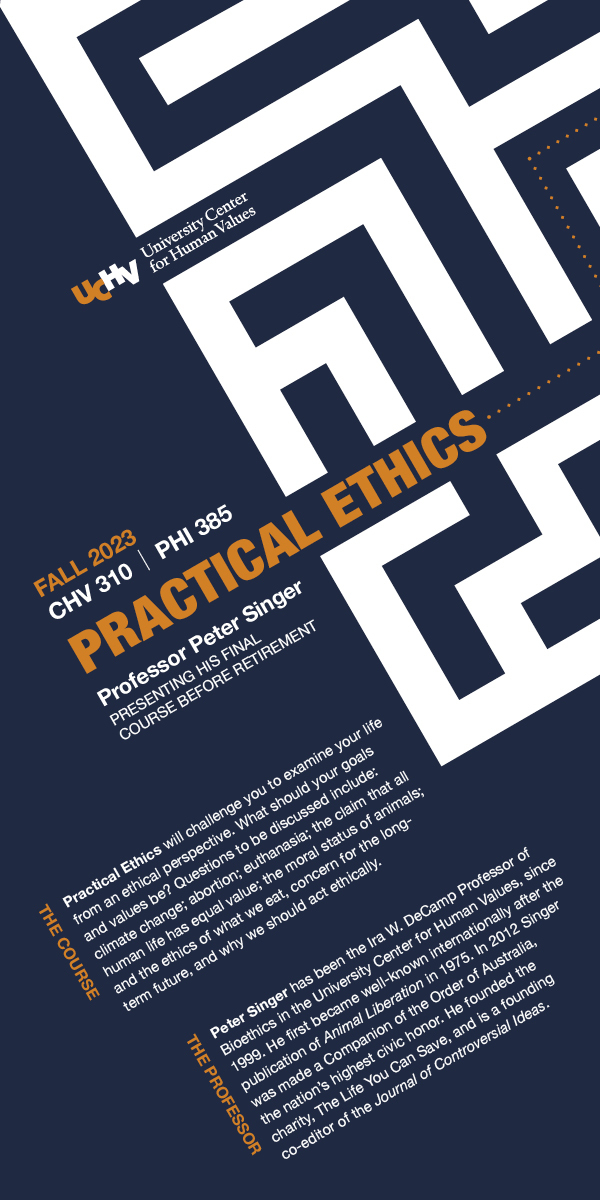 ucHV
University Center
for Human Values
FALL 2023
CHV 310 | PHI 385
PRACTICAL ETHICS
Professor Peter Singer
PRESENTING HIS FINAL
COURSE BEFORE RETIREMENT
THE COURSE
Practical Ethics will challenge you to examine your life
from an ethical perspective. What should your goals
and values be? Questions to be discussed include:
climate change; abortion; euthanasia; the claim that all
human life has equal value; the moral status of animals;
and the ethics of what we eat, concern for the long-
term future, and why we should act ethically.
THE PROFESSOR
Peter Singer has been the Ira W. DeCamp Professor of
Bioethics in the University Center for Human Values, since
1999. He first became well-known internationally after the
publication of Animal Liberation in 1975. In 2012 Singer
was made a Companion of the Order of Australia,
the nation's highest civic honor. He founded the
charity, The Life You Can Save, and is a founding
co-editor of the Journal of Controversial Ideas.